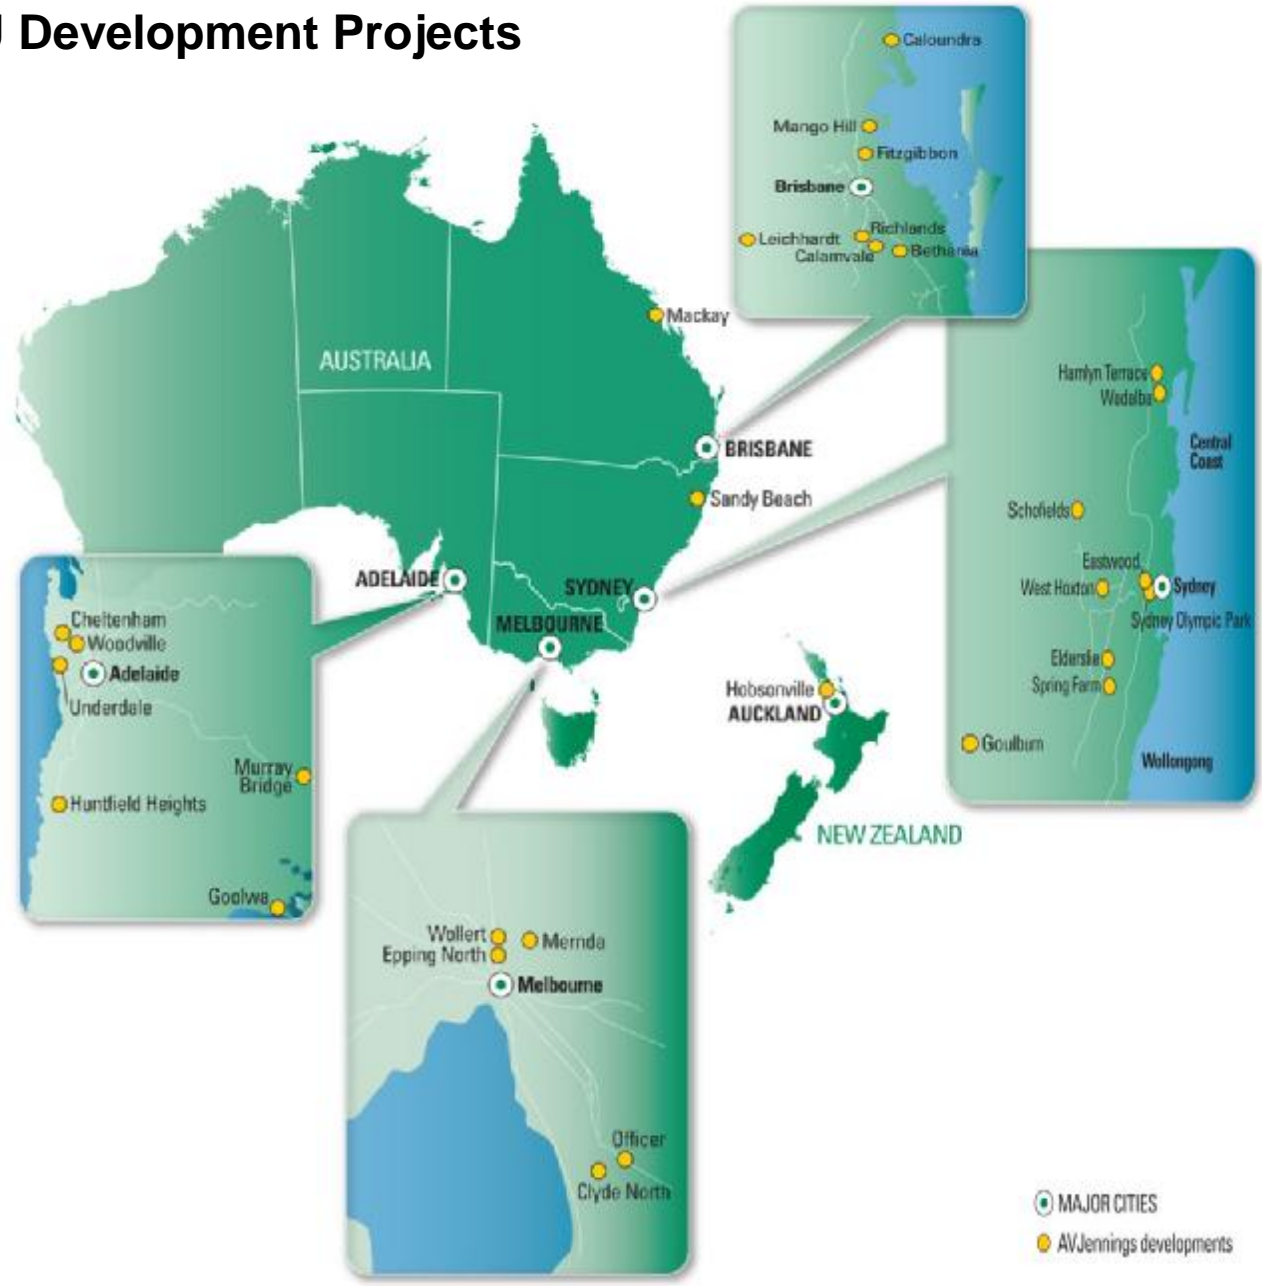 Development Projects
Caloundra
Mango Hill
Fitzgibbon
Brisbane
Richlands
Leichhardt
Calamvale
Bethania
Mackay
AUSTRALIA
Hamlyn Terrace
Wadalba
Central
Coast
BRISBANE
Sandy Beach
Schofields
Eastwood
West Hoxton
Sydney
Sydney Olympic Park
Elderslie
Spring Farm
Goulburn
Wollongong
ADELAIDE
SYDNEY
MELBOURNE
Cheltenham
Woodville
Adelaide
Underdale
Murray
Bridge
Huntfield Heights
Goolwa
Hobsonville
AUCKLAND
NEW ZEALAND
Wollert
Mernda
Epping North
Melbourne
Officer
Clyde North
MAJOR CITIES
AVJennings developments